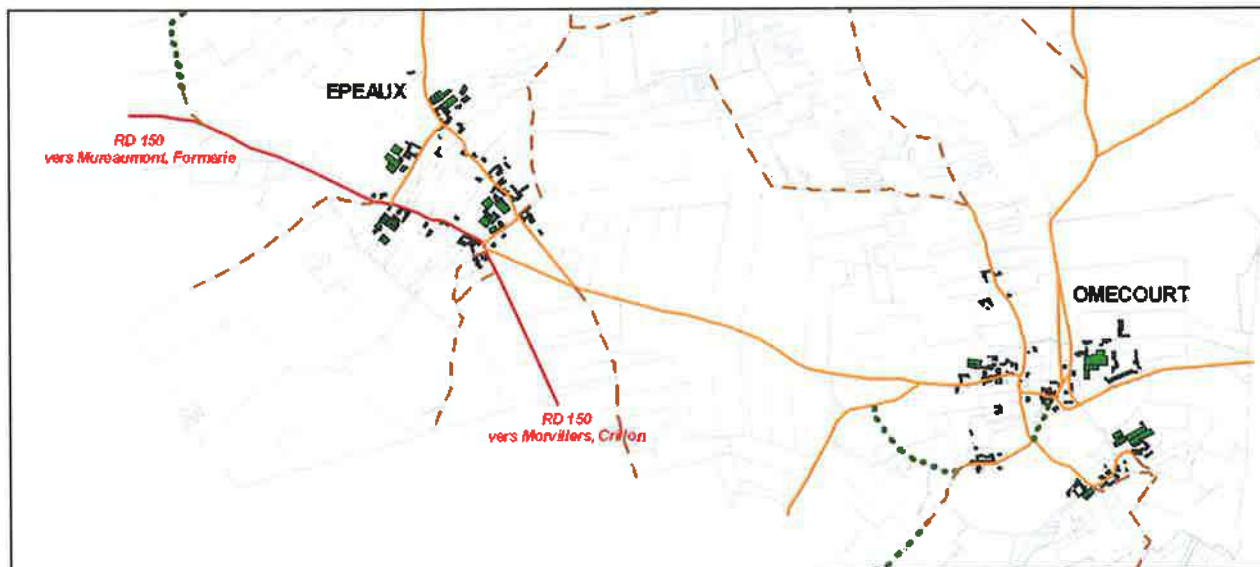 EPEAUX
RD 150
vers Mureaumont, Formerie
OMECOURT
RD 150
vers Morvillers, Crillon